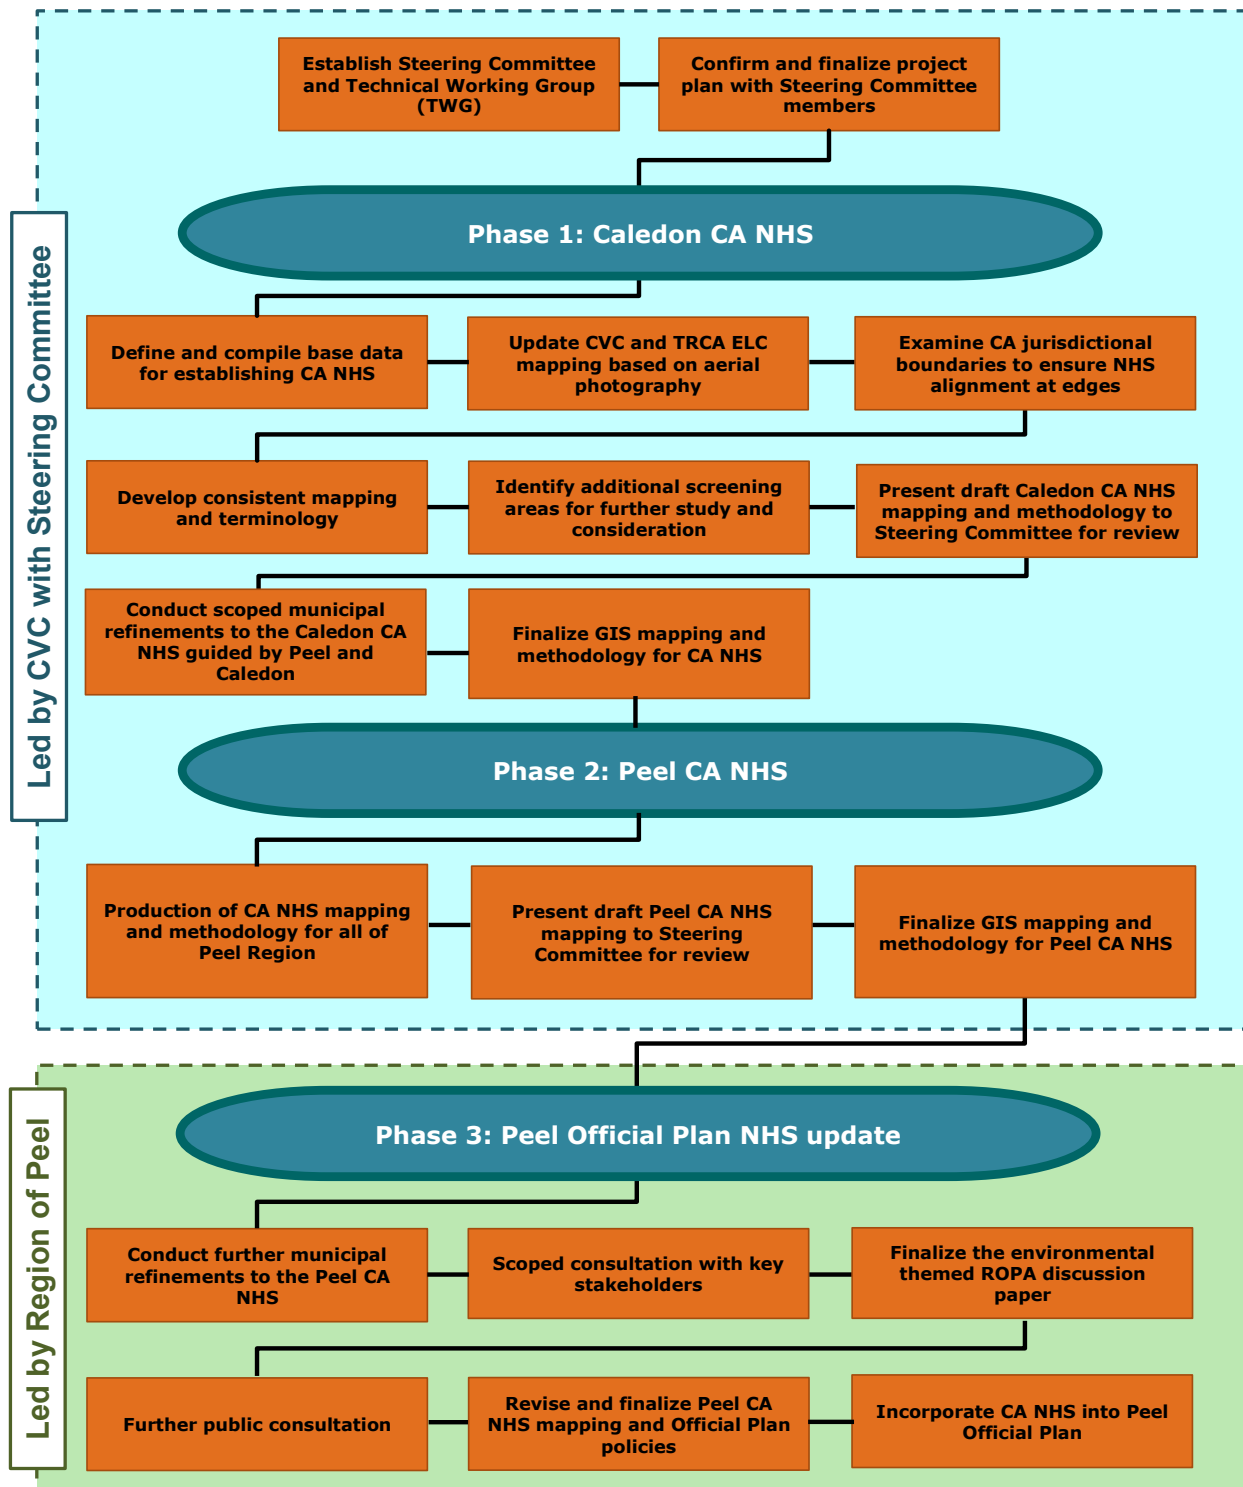 Establish Steering Committee
and Technical Working Group
(TWG)
Confirm and finalize project
plan with Steering Committee
members
Led by CVC with Steering Committee
Phase 1: Caledon CA NHS
Define and compile base data
for establishing CA NHS
Update CVC and TRCA ELC
mapping based on aerial
photography
Examine CA jurisdictional
boundaries to ensure NHS
alignment at edges
Develop consistent mapping
and terminology
Identify additional screening
areas for further study and
consideration
Present draft Caledon CA NHS
mapping and methodology to
Steering Committee for review
Conduct scoped municipal
refinements to the Caledon CA
NHS guided by Peel and
Caledon
Finalize GIS mapping and
methodology for CA NHS
Phase 2: Peel CA NHS
Production of CA NHS mapping
and methodology for all of
Peel Region
Present draft Peel CA NHS
mapping to Steering
Committee for review
Finalize GIS mapping and
methodology for Peel CA NHS
Led by Region of Peel
Phase 3: Peel Official Plan NHS update
Conduct further municipal
refinements to the Peel CA
NHS
Scoped consultation with key
stakeholders
Finalize the environmental
themed ROPA discussion
paper
Further public consultation
Revise and finalize Peel CA
NHS mapping and Official Plan
policies
Incorporate CA NHS into Peel
Official Plan